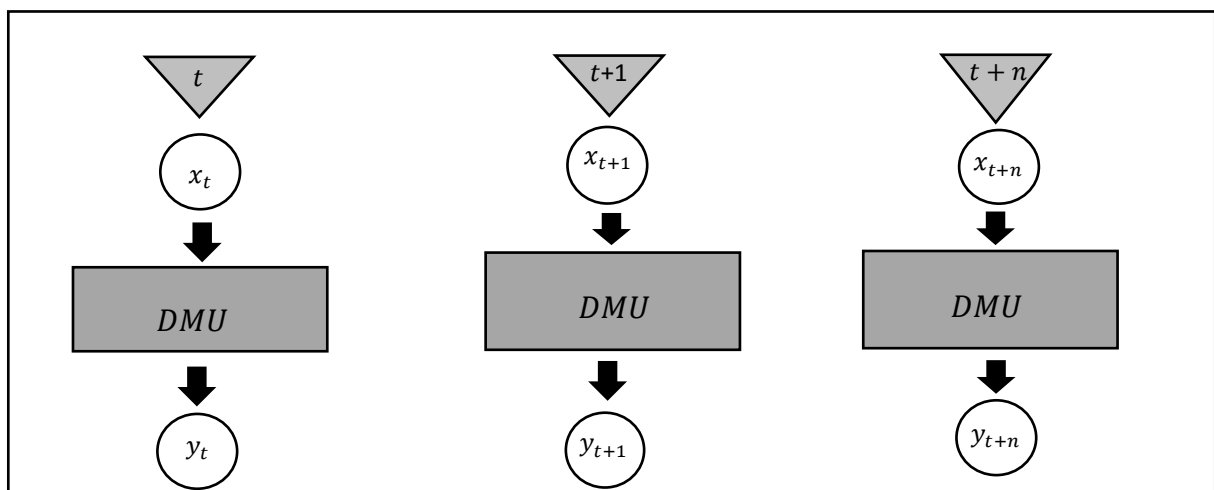 t t+1 t + n
x_t x_{t+1} x_{t+n}
DMU DMU DMU
y_t y_{t+1} y_{t+n}